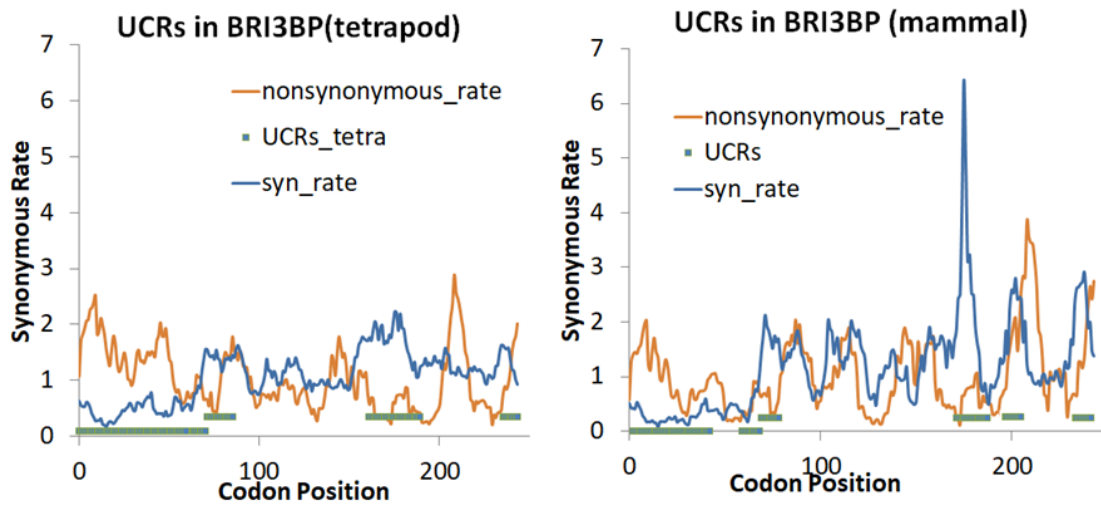 UCRs in BRI3BP(tetrapod)
Synonymous Rate
7
6
5
4
3
2
1
0
nonsynonymous_rate
UCRs_tetra
syn_rate
0
100
200
Codon Position
UCRs in BRI3BP (mammal)
Synonymous Rate
7
6
5
4
3
2
1
0
nonsynonymous_rate
UCRs
syn_rate
0
100
200
Codon Position